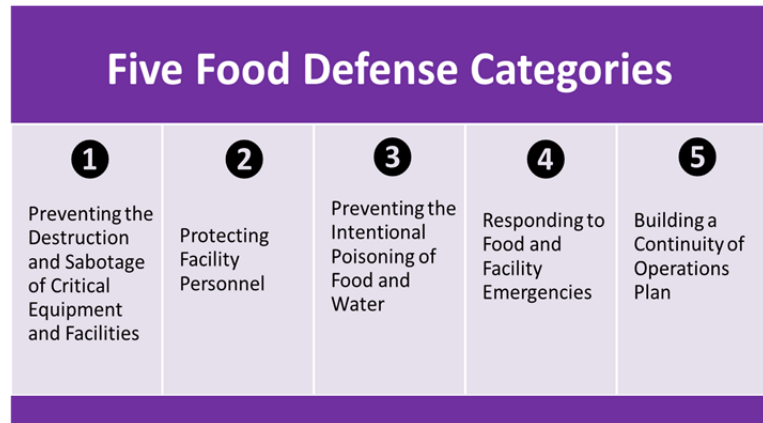 Five Food Defense Categories
1
Preventing the
Destruction
and Sabotage
of Critical
Equipment
and Facilities
2
Protecting
Facility
Personnel
3
Preventing the
Intentional
Poisoning of
Food and
Water
4
Responding to
Food and
Facility
Emergencies
5
Building a
Continuity of
Operations
Plan